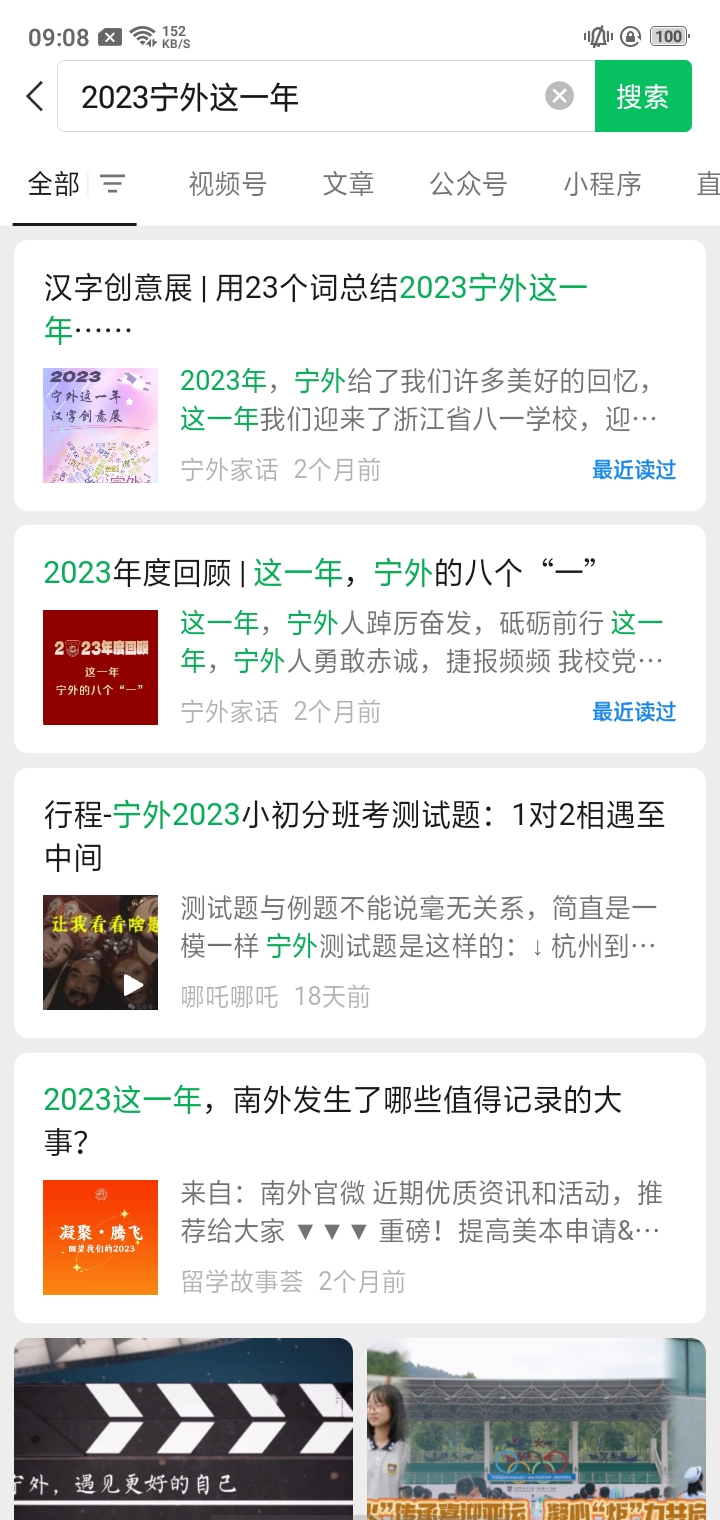 09:08
152
KB/S
100
2023宁外这一年
搜索
全部
视频号
文章
公众号
小程序
直
汉字创意展 | 用23个词总结2023宁外这一
年……
2023
宁外这一年
汉字创意展
2023年，宁外给了我们许多美好的回忆，
这一年我们迎来了浙江省八一学校，迎…
宁外家话 2个月前
最近读过
2023年度回顾 | 这一年，宁外的八个“一”
2023年度回顾
这一年
宁外的八个“一”
这一年，宁外人踔厉奋发，砥砺前行 这一
年，宁外人勇敢赤诚，捷报频频 我校党…
宁外家话 2个月前
最近读过
行程-宁外2023小初分班考测试题：1对2相遇至
中间
让我看看啥题
测试题与例题不能说毫无关系，简直是一
模一样 宁外测试题是这样的：↓ 杭州到…
哪吒哪吒 18天前
2023这一年，南外发生了哪些值得记录的大
事？
凝聚·腾飞
回望我们的2023
来自：南外官微 近期优质资讯和活动，推
荐给大家 ▼ ▼ ▼ 重磅！提高美本申请&…
留学故事荟 2个月前
宁外，遇见更好的自己
火”传承喜迎亚运 凝心“炬”力共启